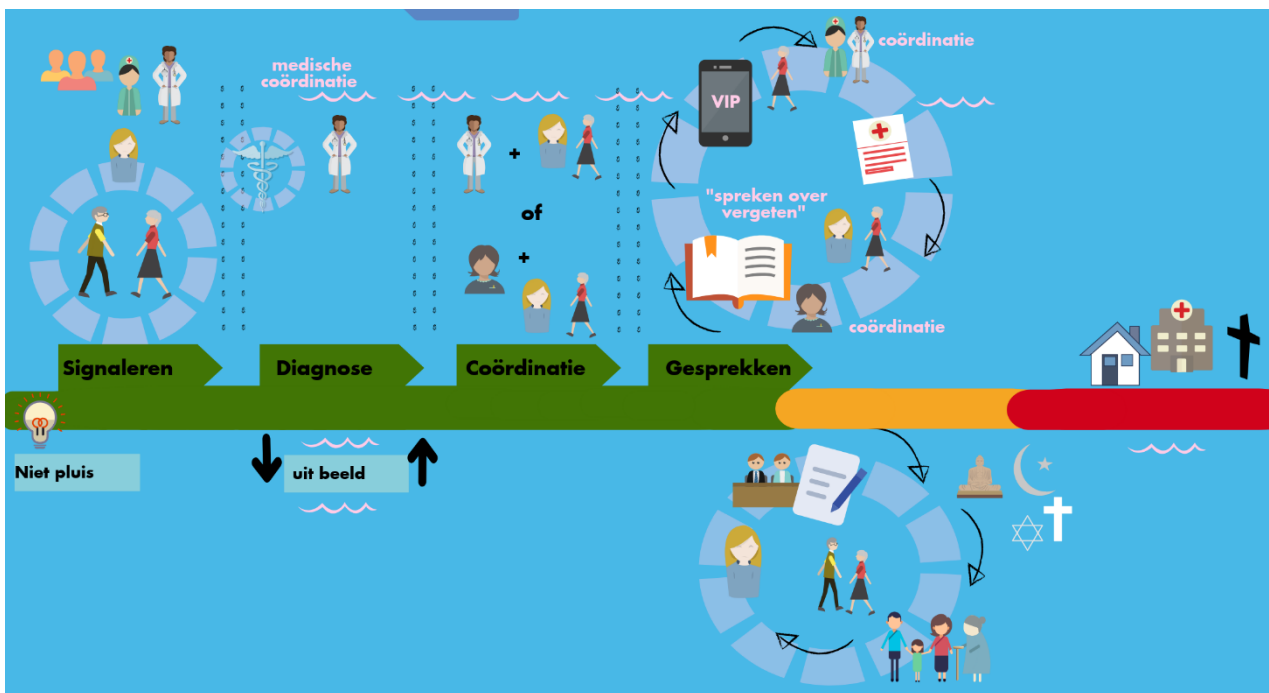 medische
coördinatie
coördinatie
VIP
+
of
+
"spreken over
vergeten"
coördinatie
Signaleren
Diagnose
Coördinatie
Gesprekken
Niet pluis
uit beeld